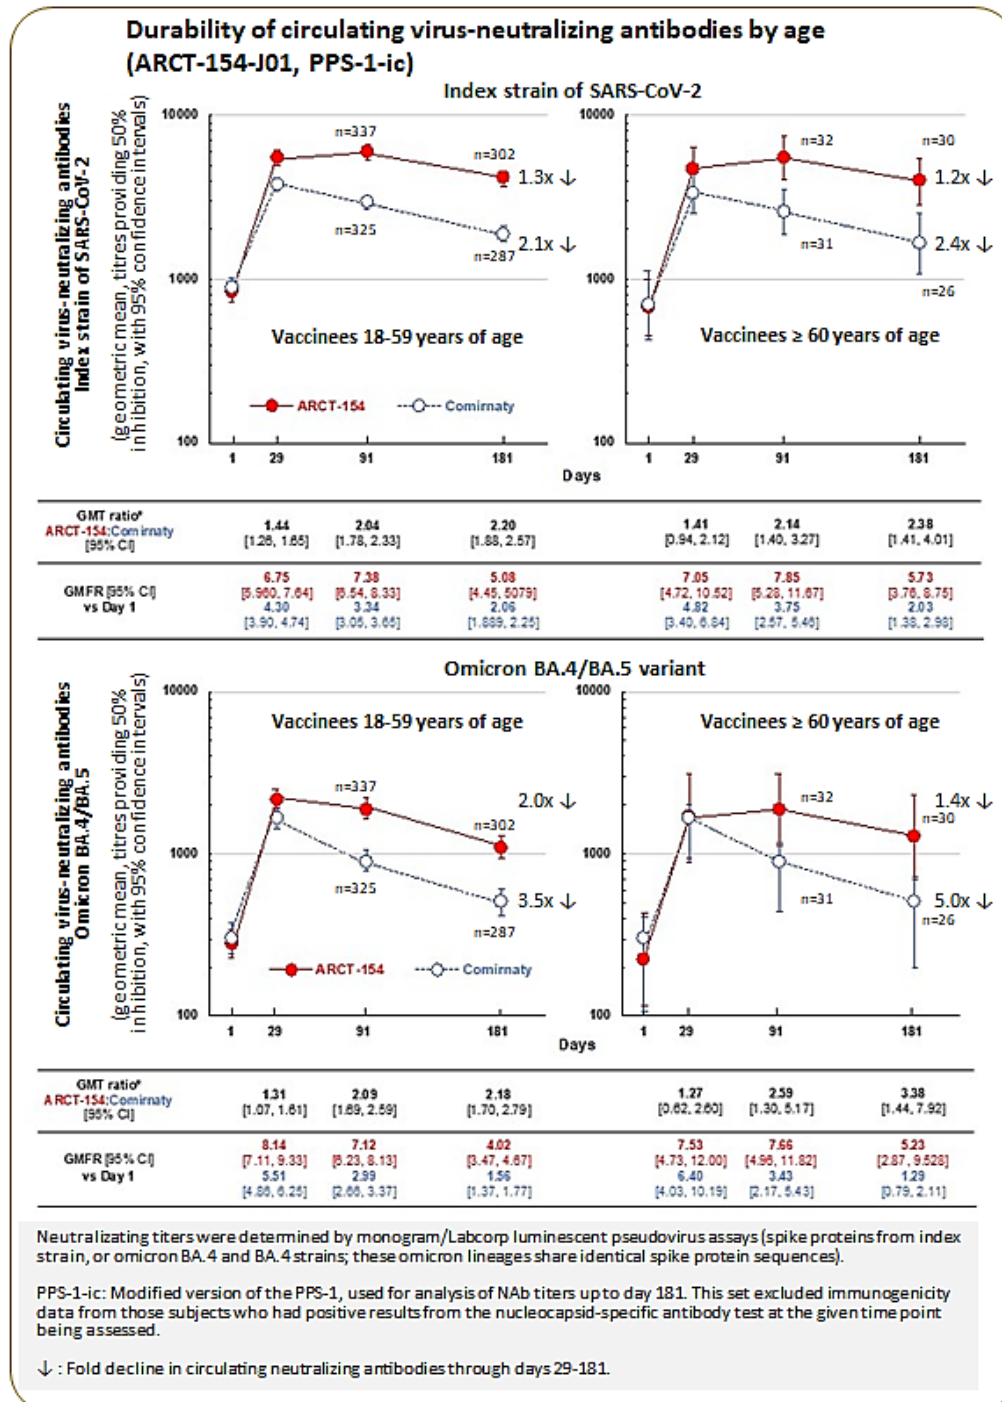 Durability of circulating virus-neutralizing antibodies by age
(ARCT-154-J01, PPS-1-ic)
Index strain of SARS-CoV-2
Circulating virus-neutralizing antibodies
Index strain of SARS-CoV-2
(geometric mean, titres providing 50%
inhibition, with 95% confidence intervals)
10000
1000
100
n=337
n=302
1.3x ↓
n=325
2.1x ↓
n=287
Vaccinees 18-59 years of age
ARCT-154
Comirnaty
1 29 91 181
10000
1000
100
n=32
n=30
1.2x ↓
n=31
2.4x ↓
n=26
Vaccinees ≥ 60 years of age
1 29 91 181
Days
GMT ratio*
ARCT-154:Comirnaty
[95% CI]
1.44 2.04 2.20 1.41 2.14 2.38
[1.26, 1.65] [1.78, 2.33] [1.88, 2.57] [0.94, 2.12] [1.40, 3.27] [1.41, 4.01]
GMFR [95% CI]
vs Day 1
6.75 7.38 5.08 7.05 7.85 5.73
[5.960, 7.64] [6.54, 8.33] [4.45, 5079] [4.72, 10.52] [5.28, 11.67] [3.76, 8.75]
4.30 3.34 2.06 4.82 3.75 2.03
[3.90, 4.74] [3.05, 3.65] [1.889, 2.25] [3.40, 6.84] [2.57, 5.46] [1.38, 2.98]
Omicron BA.4/BA.5 variant
Circulating virus-neutralizing antibodies
Omicron BA.4/BA.5
(geometric mean, titres providing 50%
inhibition, with 95% confidence intervals)
10000
1000
100
Vaccinees 18-59 years of age
n=337
2.0x ↓
n=302
n=325
3.5x ↓
n=287
ARCT-154
Comirnaty
1 29 91 181
10000
1000
100
Vaccinees ≥ 60 years of age
n=32
1.4x ↓
n=30
n=31
5.0x ↓
n=26
1 29 91 181
Days
GMT ratio*
ARCT-154:Comirnaty
[95% CI]
1.31 2.09 2.18 1.27 2.59 3.38
[1.07, 1.61] [1.69, 2.59] [1.70, 2.79] [0.62, 2.60] [1.30, 5.17] [1.44, 7.92]
GMFR [95% CI]
vs Day 1
8.14 7.12 4.02 7.53 7.66 5.23
[7.11, 9.33] [6.23, 8.13] [3.47, 4.67] [4.73, 12.00] [4.96, 11.82] [2.87, 9.528]
5.51 2.99 1.56 6.40 3.43 1.29
[4.86, 6.25] [2.66, 3.37] [1.37, 1.77] [4.03, 10.19] [2.17, 5.43] [0.79, 2.11]
Neutralizating titers were determined by monogram/Labcorp luminescent pseudovirus assays (spike proteins from index
strain, or omicron BA.4 and BA.4 strains; these omicron lineages share identical spike protein sequences).
PPS-1-ic: Modified version of the PPS-1, used for analysis of NAb titers up to day 181. This set excluded immunogenicity
data from those subjects who had positive results from the nucleocapsid-specific antibody test at the given time point
being assessed.
↓ : Fold decline in circulating neutralizing antibodies through days 29-181.